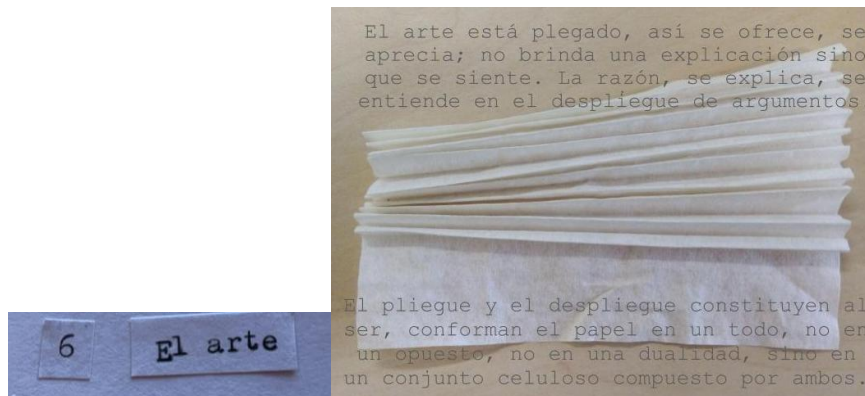 6 El arte
El arte está plegado, así se ofrece, se
aprecia; no brinda una explicación sino
que se siente. La razón, se explica, se
entiende en el despliegue de argumentos
El pliegue y el despliegue constituyen al
ser, conforman el papel en un todo, no en
un opuesto, no en una dualidad, sino en
un conjunto celuloso compuesto por ambos.